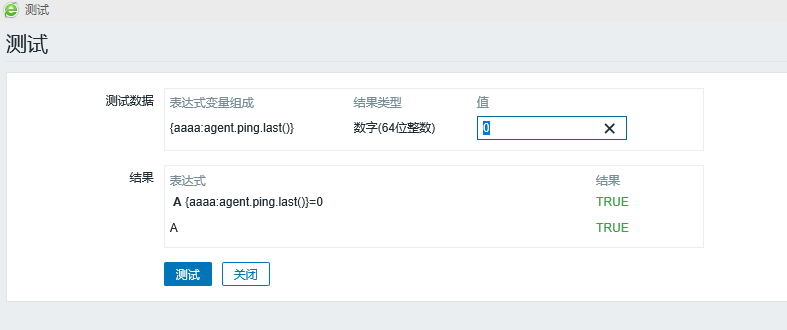 测试
测试
测试数据 表达式变量组成 结果类型 值
{aaaa:agent.ping.last()} 数字(64位整数) 0
结果 表达式 结果
A {aaaa:agent.ping.last()}=0 TRUE
A TRUE
测试 关闭